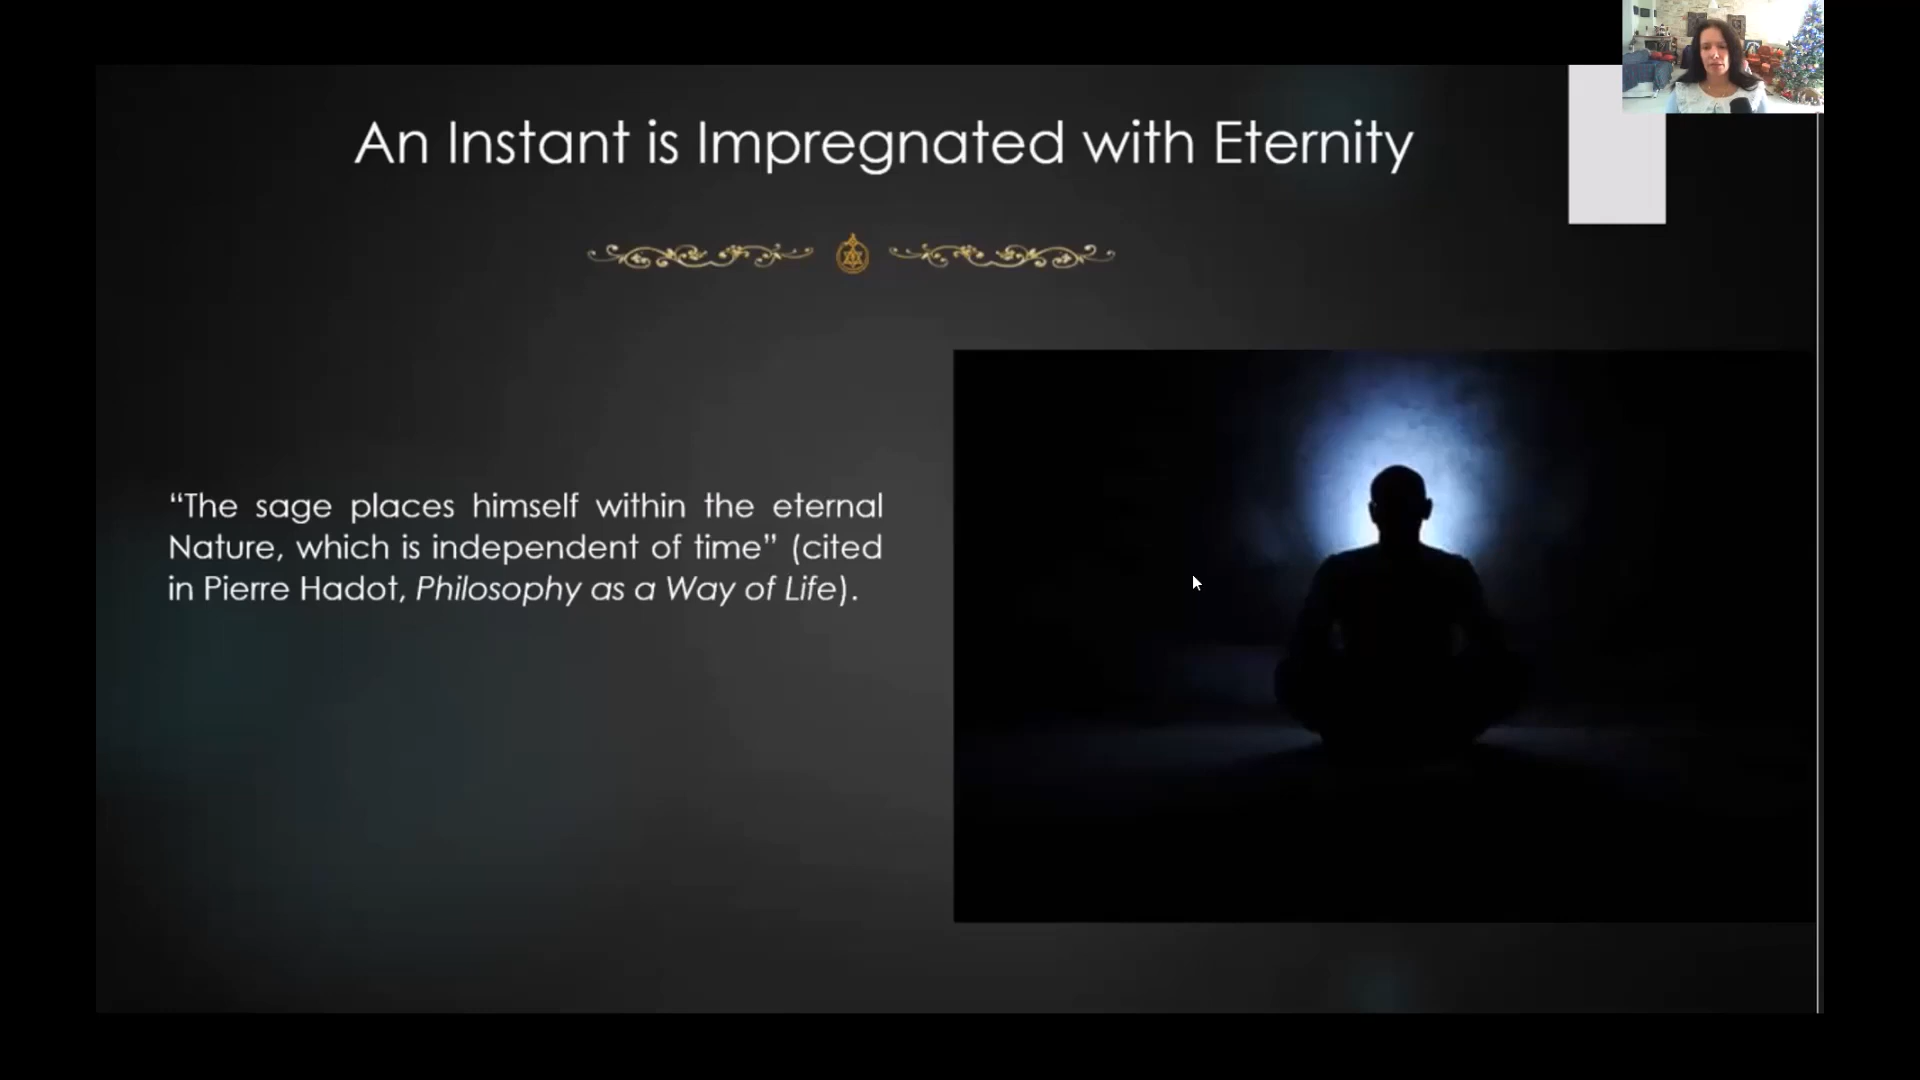 An Instant is Impregnated with Eternity
“The sage places himself within the eternal
Nature, which is independent of time” (cited
in Pierre Hadot, Philosophy as a Way of Life).